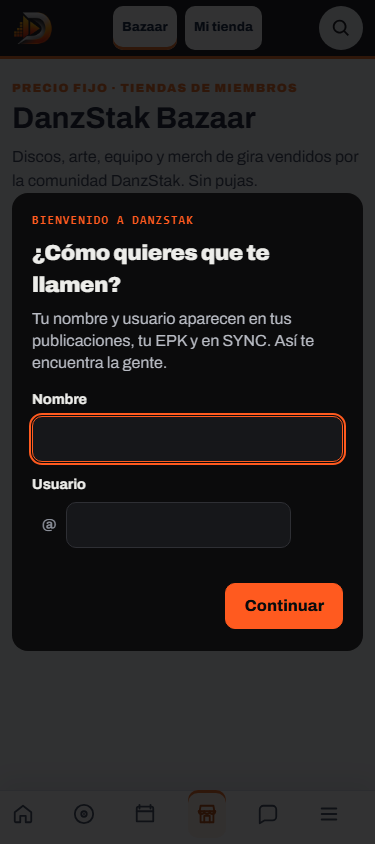 Bazaar
Mi tienda
PRECIO FIJO · TIENDAS DE MIEMBROS
DanzStak Bazaar
Discos, arte, equipo y merch de gira vendidos por
la comunidad DanzStak. Sin pujas.
BIENVENIDO A DANZSTAK
¿Cómo quieres que te
llamen?
Tu nombre y usuario aparecen en tus
publicaciones, tu EPK y en SYNC. Así te
encuentra la gente.
Nombre
Usuario
@
Continuar